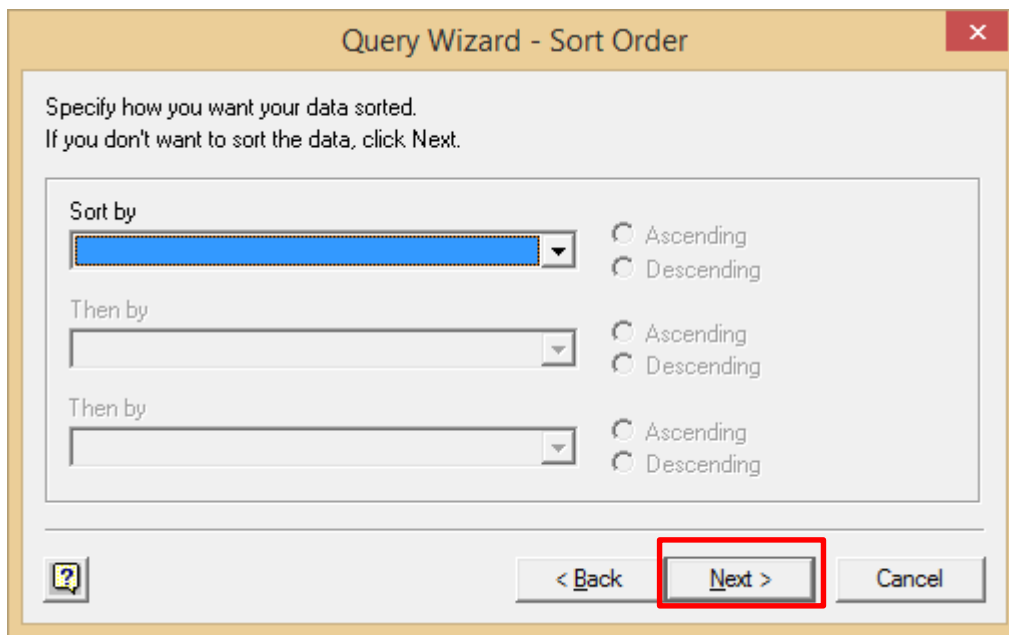 Query Wizard - Sort Order
Specify how you want your data sorted.
If you don't want to sort the data, click Next.
Sort by
Ascending
Descending
Then by
Ascending
Descending
Then by
Ascending
Descending
< Back
Next >
Cancel